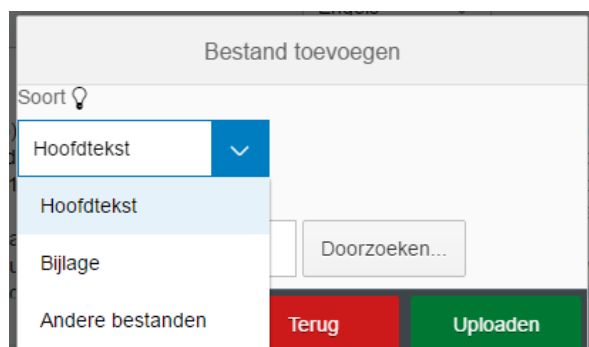 Bestand toevoegen
Soort
Hoofdtekst
Hoofdtekst
Bijlage
Doorzoeken...
Andere bestanden
Terug
Uploaden